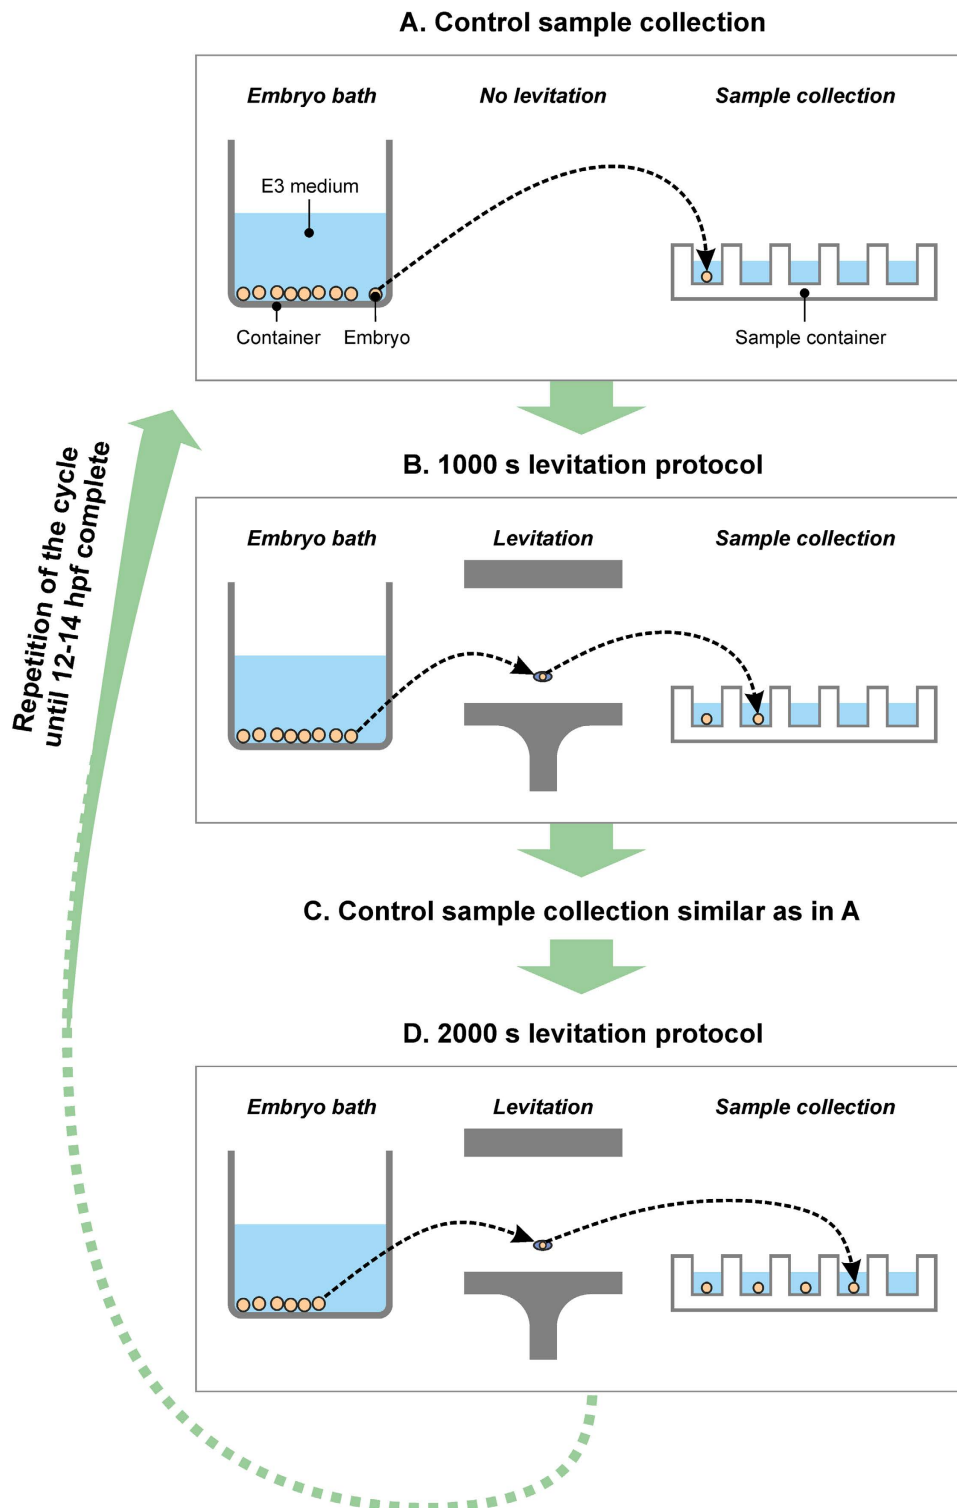 A. Control sample collection
Embryo bath
No levitation
Sample collection
E3 medium
Container
Embryo
Sample container
B. 1000 s levitation protocol
Embryo bath
Levitation
Sample collection
Repetition of the cycle
until 12-14 hpf complete
C. Control sample collection similar as in A
D. 2000 s levitation protocol
Embryo bath
Levitation
Sample collection